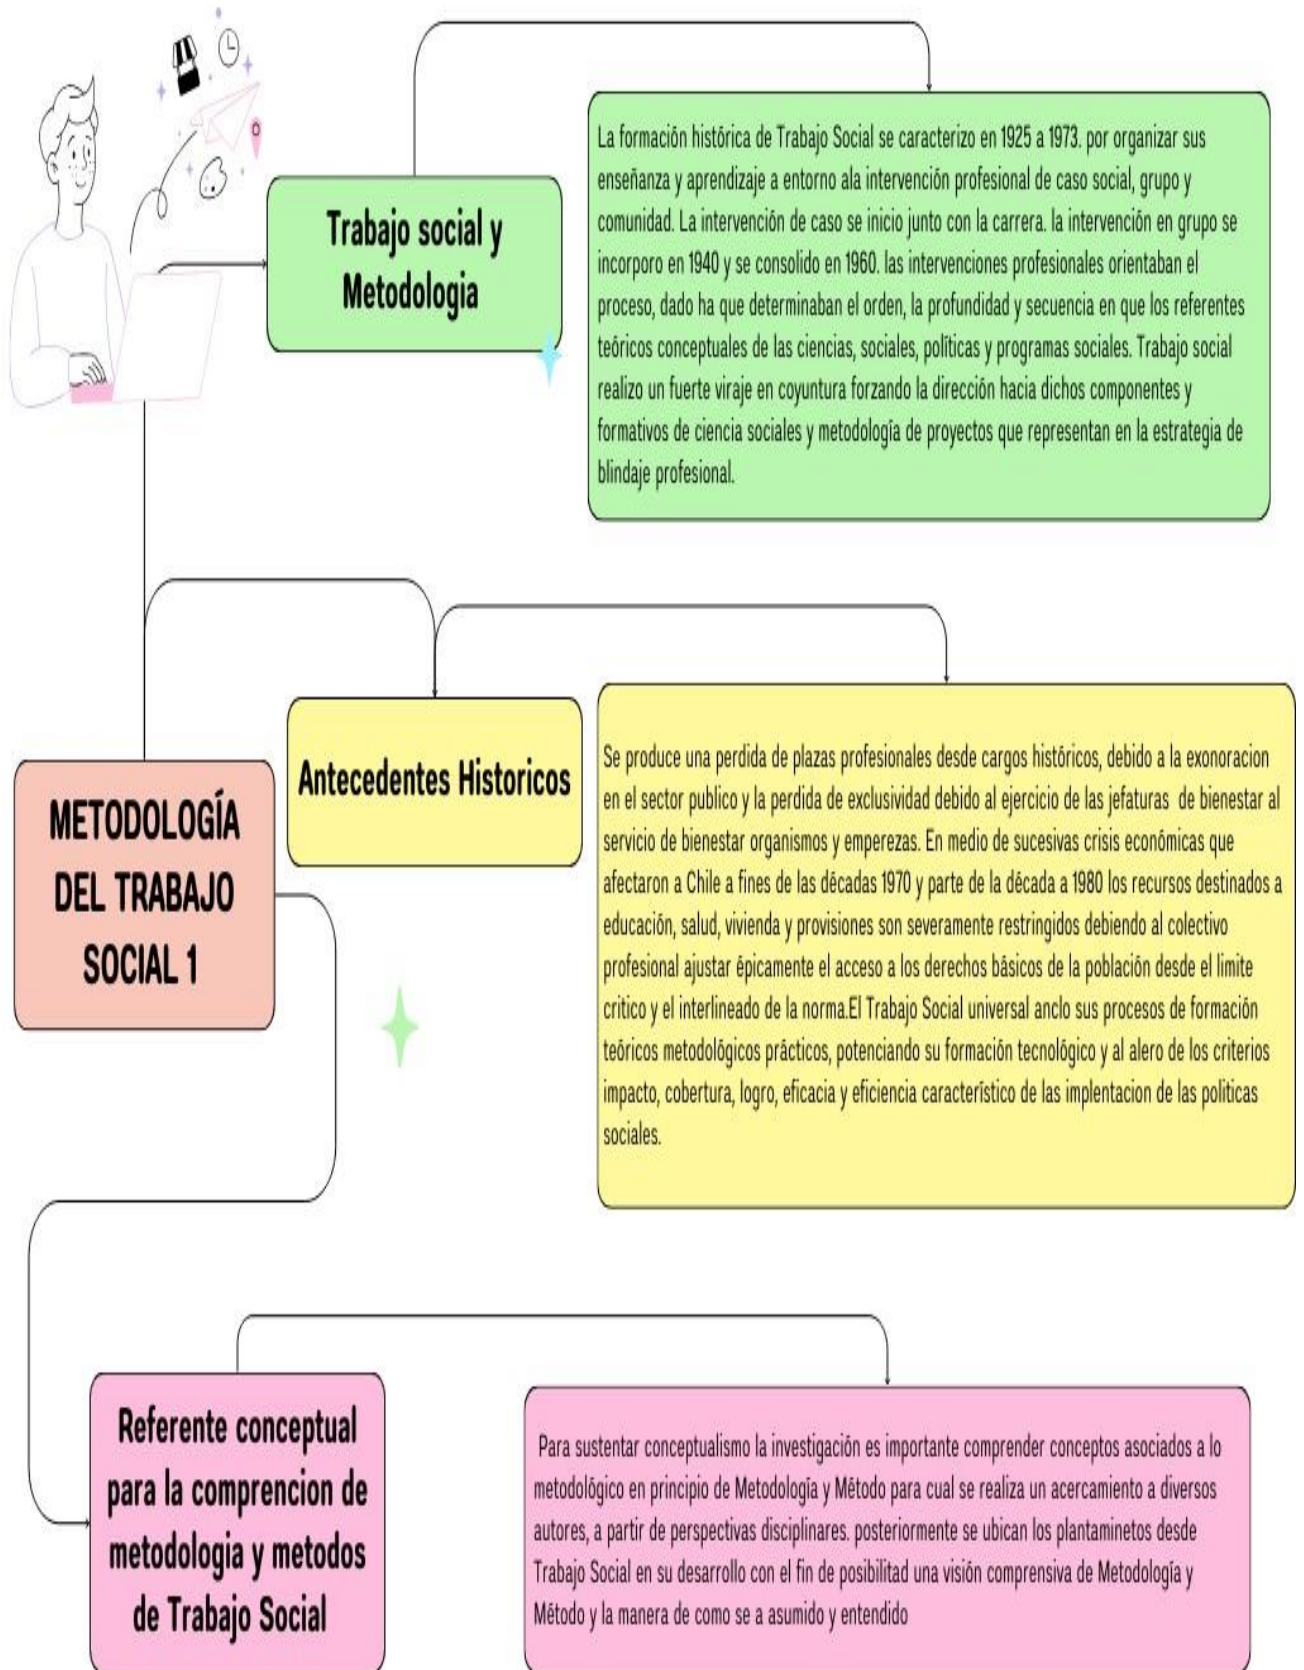 Trabajo social y
Metodologia
La formación histórica de Trabajo Social se caracterizo en 1925 a 1973. por organizar sus
enseñanza y aprendizaje a entorno ala intervención profesional de caso social, grupo y
comunidad. La intervención de caso se inicio junto con la carrera. la intervención en grupo se
incorporo en 1940 y se consolido en 1960. las intervenciones profesionales orientaban el
proceso, dado ha que determinaban el orden, la profundidad y secuencia en que los referentes
teóricos conceptuales de las ciencias, sociales, políticas y programas sociales. Trabajo social
realizo un fuerte viraje en coyuntura forzando la dirección hacia dichos componentes y
formativos de ciencia sociales y metodología de proyectos que representan en la estrategia de
blindaje profesional.
METODOLOGÍA
DEL TRABAJO
SOCIAL 1
Antecedentes Historicos
Se produce una perdida de plazas profesionales desde cargos históricos, debido a la exonoracion
en el sector publico y la perdida de exclusividad debido al ejercicio de las jefaturas de bienestar al
servicio de bienestar organismos y emperezas. En medio de sucesivas crisis económicas que
afectaron a Chile a fines de las décadas 1970 y parte de la década a 1980 los recursos destinados a
educación, salud, vivienda y provisiones son severamente restringidos debiendo al colectivo
profesional ajustar épicamente el acceso a los derechos básicos de la población desde el limite
critico y el interlineado de la norma.El Trabajo Social universal anclo sus procesos de formación
teóricos metodológicos prácticos, potenciando su formación tecnológico y al alero de los criterios
impacto, cobertura, logro, eficacia y eficiencia característico de las implentacion de las politicas
sociales.
Referente conceptual
para la comprencion de
metodologia y metodos
de Trabajo Social
Para sustentar conceptualismo la investigación es importante comprender conceptos asociados a lo
metodológico en principio de Metodología y Método para cual se realiza un acercamiento a diversos
autores, a partir de perspectivas disciplinares. posteriormente se ubican los plantaminetos desde
Trabajo Social en su desarrollo con el fin de posibilitad una visión comprensiva de Metodología y
Método y la manera de como se a asumido y entendido